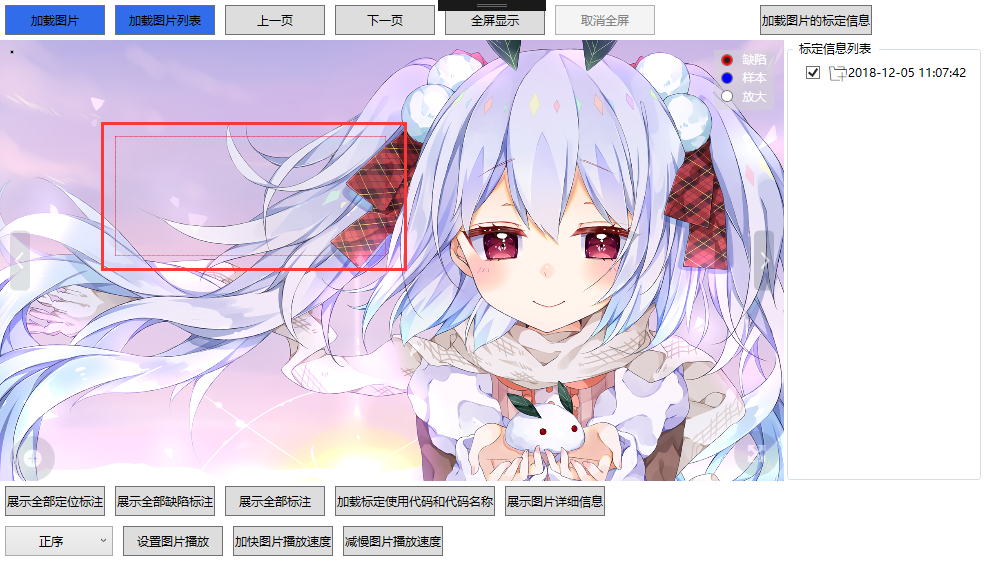 加载图片
加载图片列表
上一页
下一页
全屏显示
取消全屏
加载图片的标定信息
缺陷
样本
放大
标定信息列表
2018-12-05 11:07:42
展示全部定位标注
展示全部缺陷标注
展示全部标注
加载标定使用代码和代码名称
展示图片详细信息
正序
设置图片播放
加快图片播放速度
减慢图片播放速度